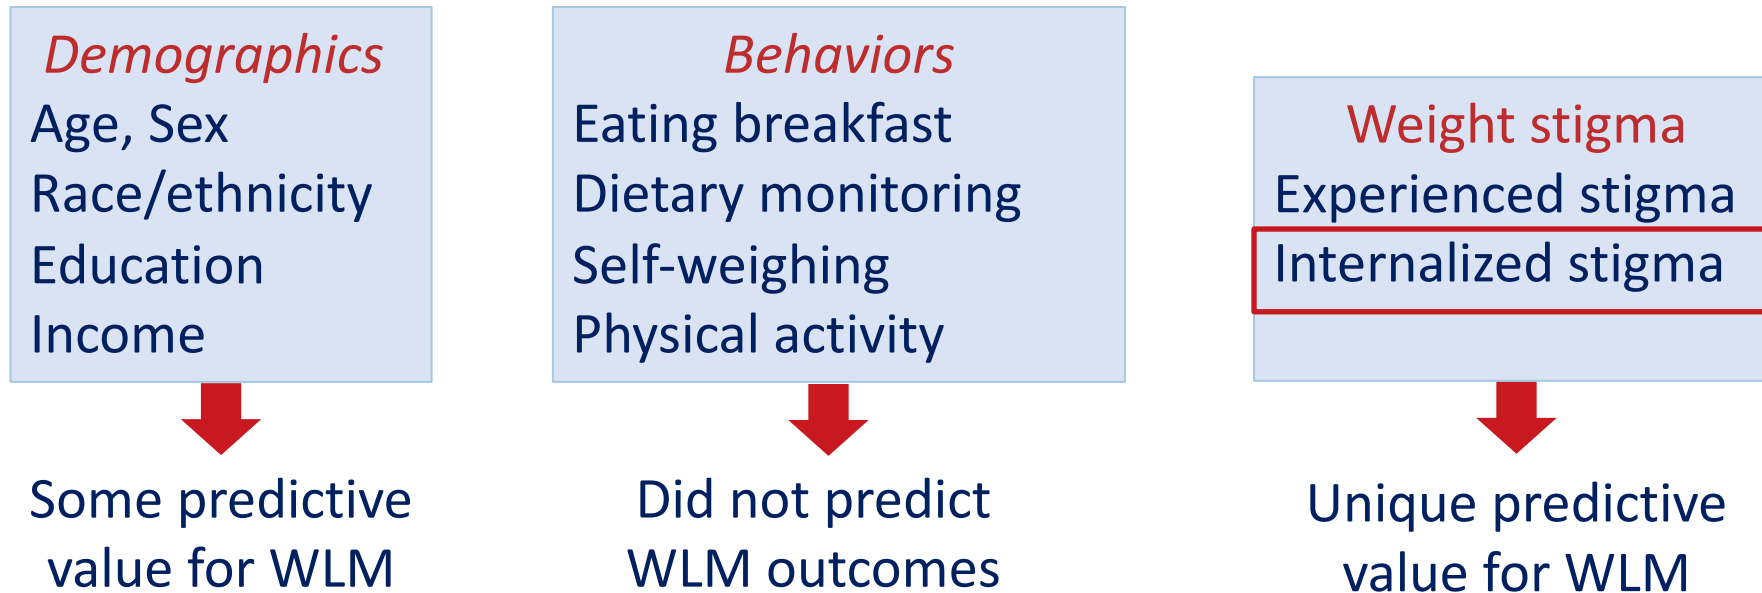 Demographics
Age, Sex
Race/ethnicity
Education
Income
Some predictive
value for WLM
Behaviors
Eating breakfast
Dietary monitoring
Self-weighing
Physical activity
Did not predict
WLM outcomes
Weight stigma
Experienced stigma
Internalized stigma
Unique predictive
value for WLM